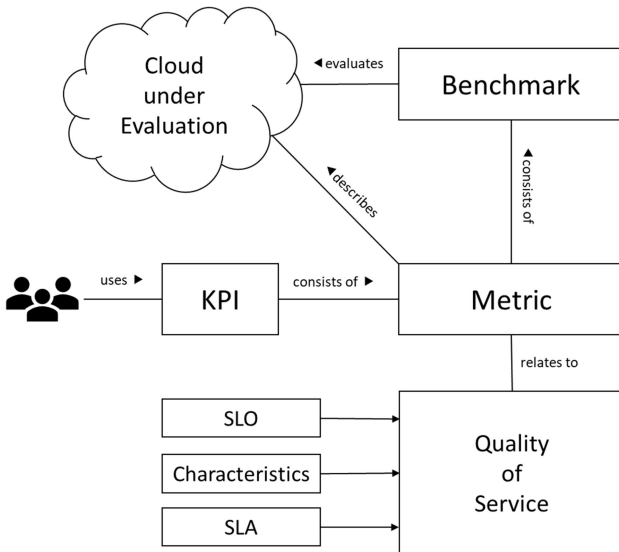 Cloud
under
Evaluation
◄ evaluates
Benchmark
◄ describes
◄ consists of
uses ►
KPI
consists of ►
Metric
relates to
SLO
Characteristics
SLA
Quality
of
Service